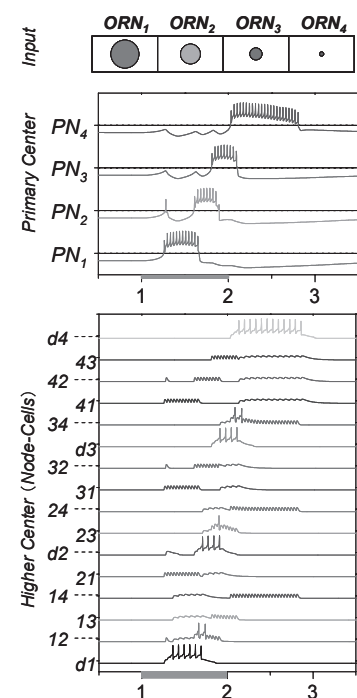 ORN1 ORN2 ORN3 ORN4
Input
Primary Center
PN4
PN3
PN2
PN1
1 2 3
Higher Center (Node-Cells)
d4
43
42
41
34
d3
32
31
24
23
d2
21
14
13
12
d1
1 2 3